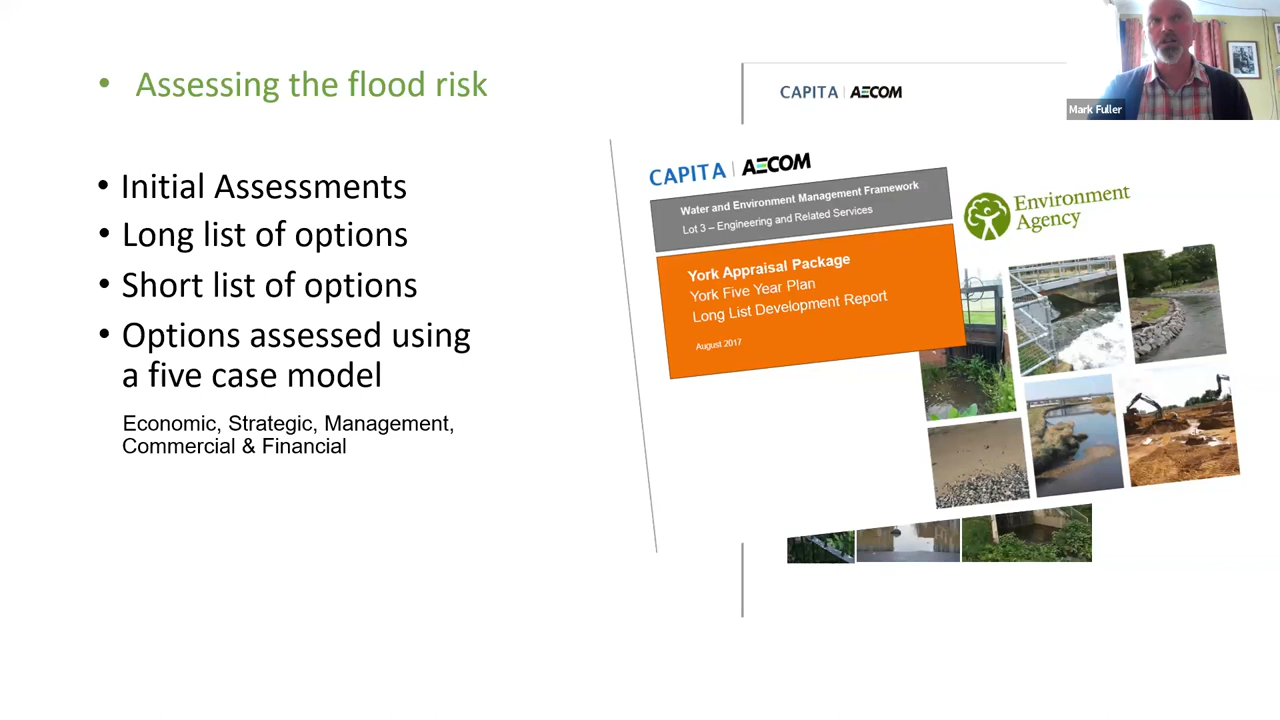 • Assessing the flood risk
• Initial Assessments
• Long list of options
• Short list of options
• Options assessed using
a five case model
Economic, Strategic, Management,
Commercial & Financial
CAPITA | AECOM
CAPITA | AECOM
Water and Environment Management Framework
Lot 3 – Engineering and Related Services
York Appraisal Package
York Five Year Plan
Long List Development Report
August 2017
Environment
Agency
Mark Fuller